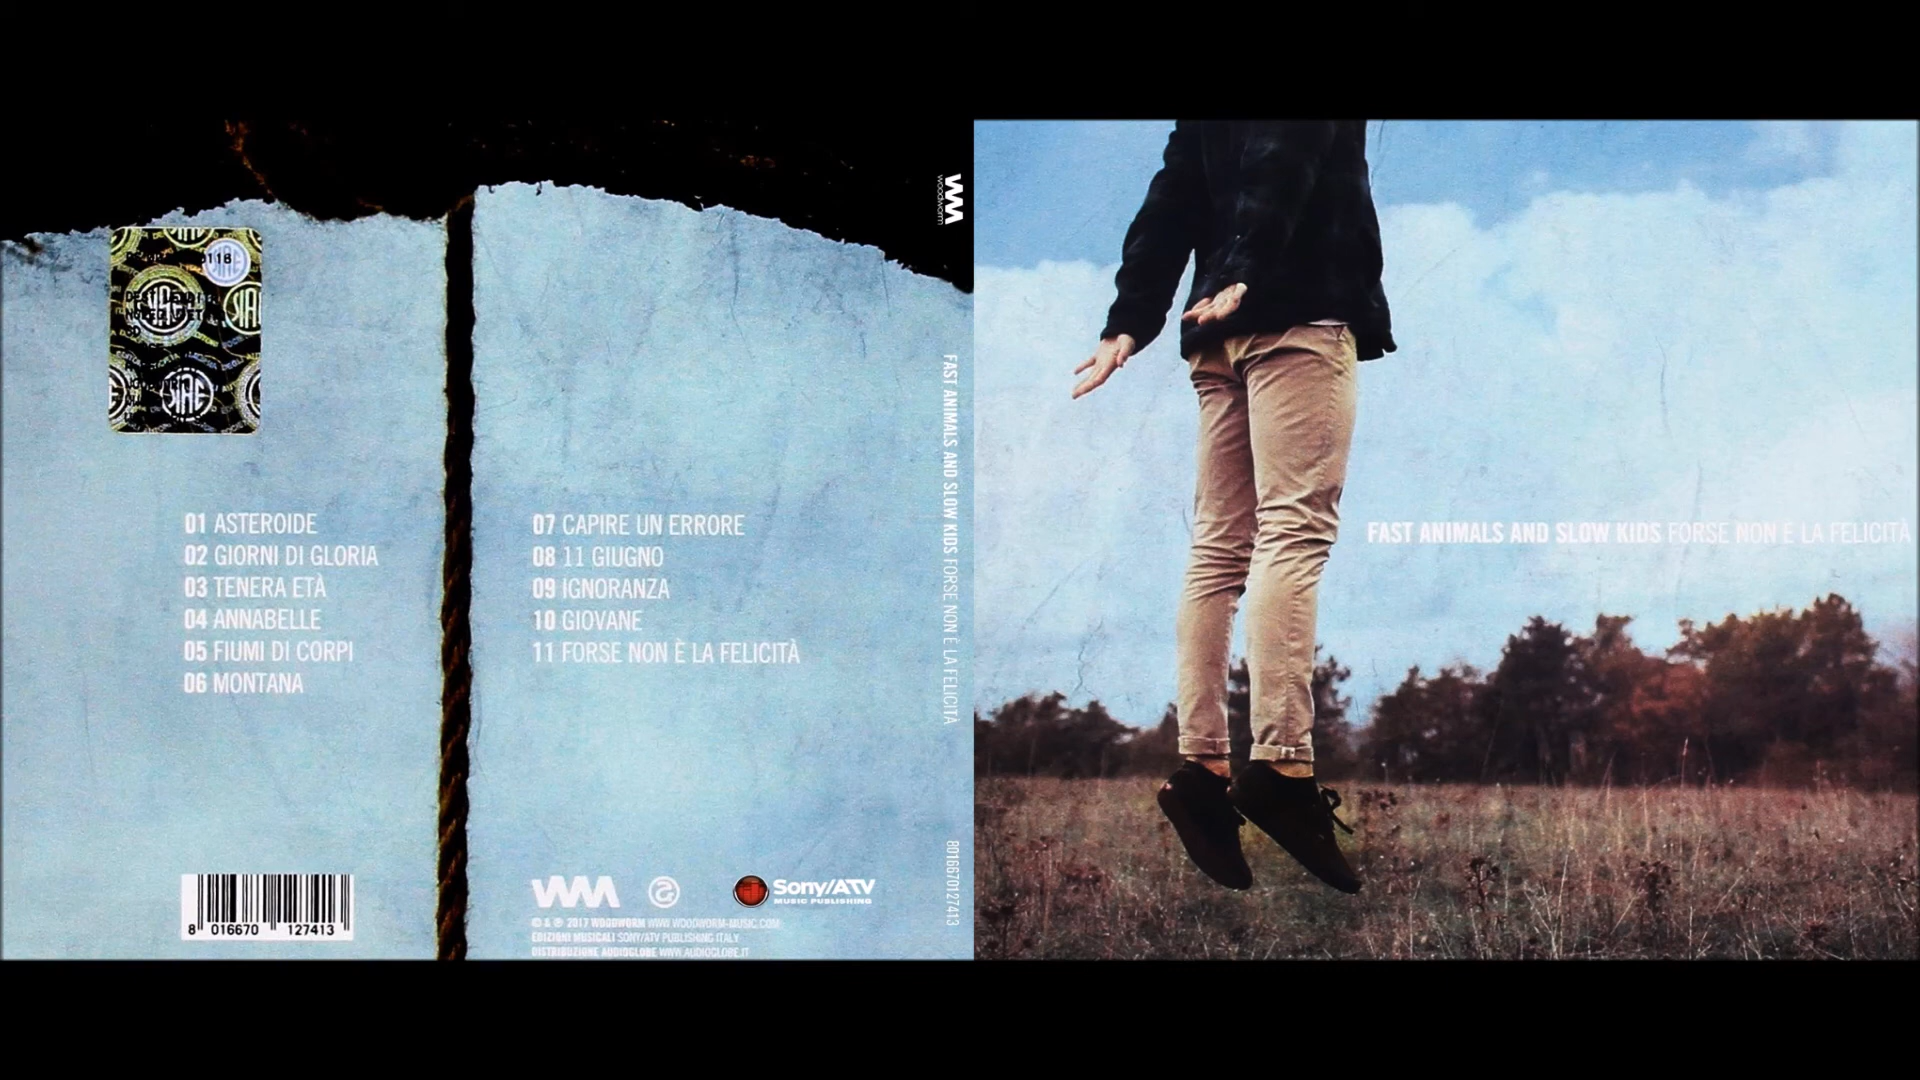 01 ASTEROIDE
02 GIORNI DI GLORIA
03 TENERA ETÀ
04 ANNABELLE
05 FIUMI DI CORPI
06 MONTANA
07 CAPIRE UN ERRORE
08 11 GIUGNO
09 IGNORANZA
10 GIOVANE
11 FORSE NON È LA FELICITÀ
8 016670 127413
Sony/ATV
MUSIC PUBLISHING
© & ℗ 2017 WOODWORM WWW.WOODWORM-MUSIC.COM
EDIZIONI MUSICALI SONY/ATV PUBLISHING ITALY
DISTRIBUZIONE AUDIOGLOBE WWW.AUDIOGLOBE.IT
woodworm
FAST ANIMALS AND SLOW KIDS FORSE NON È LA FELICITÀ
8016670127413
FAST ANIMALS AND SLOW KIDS FORSE NON È LA FELICITÀ